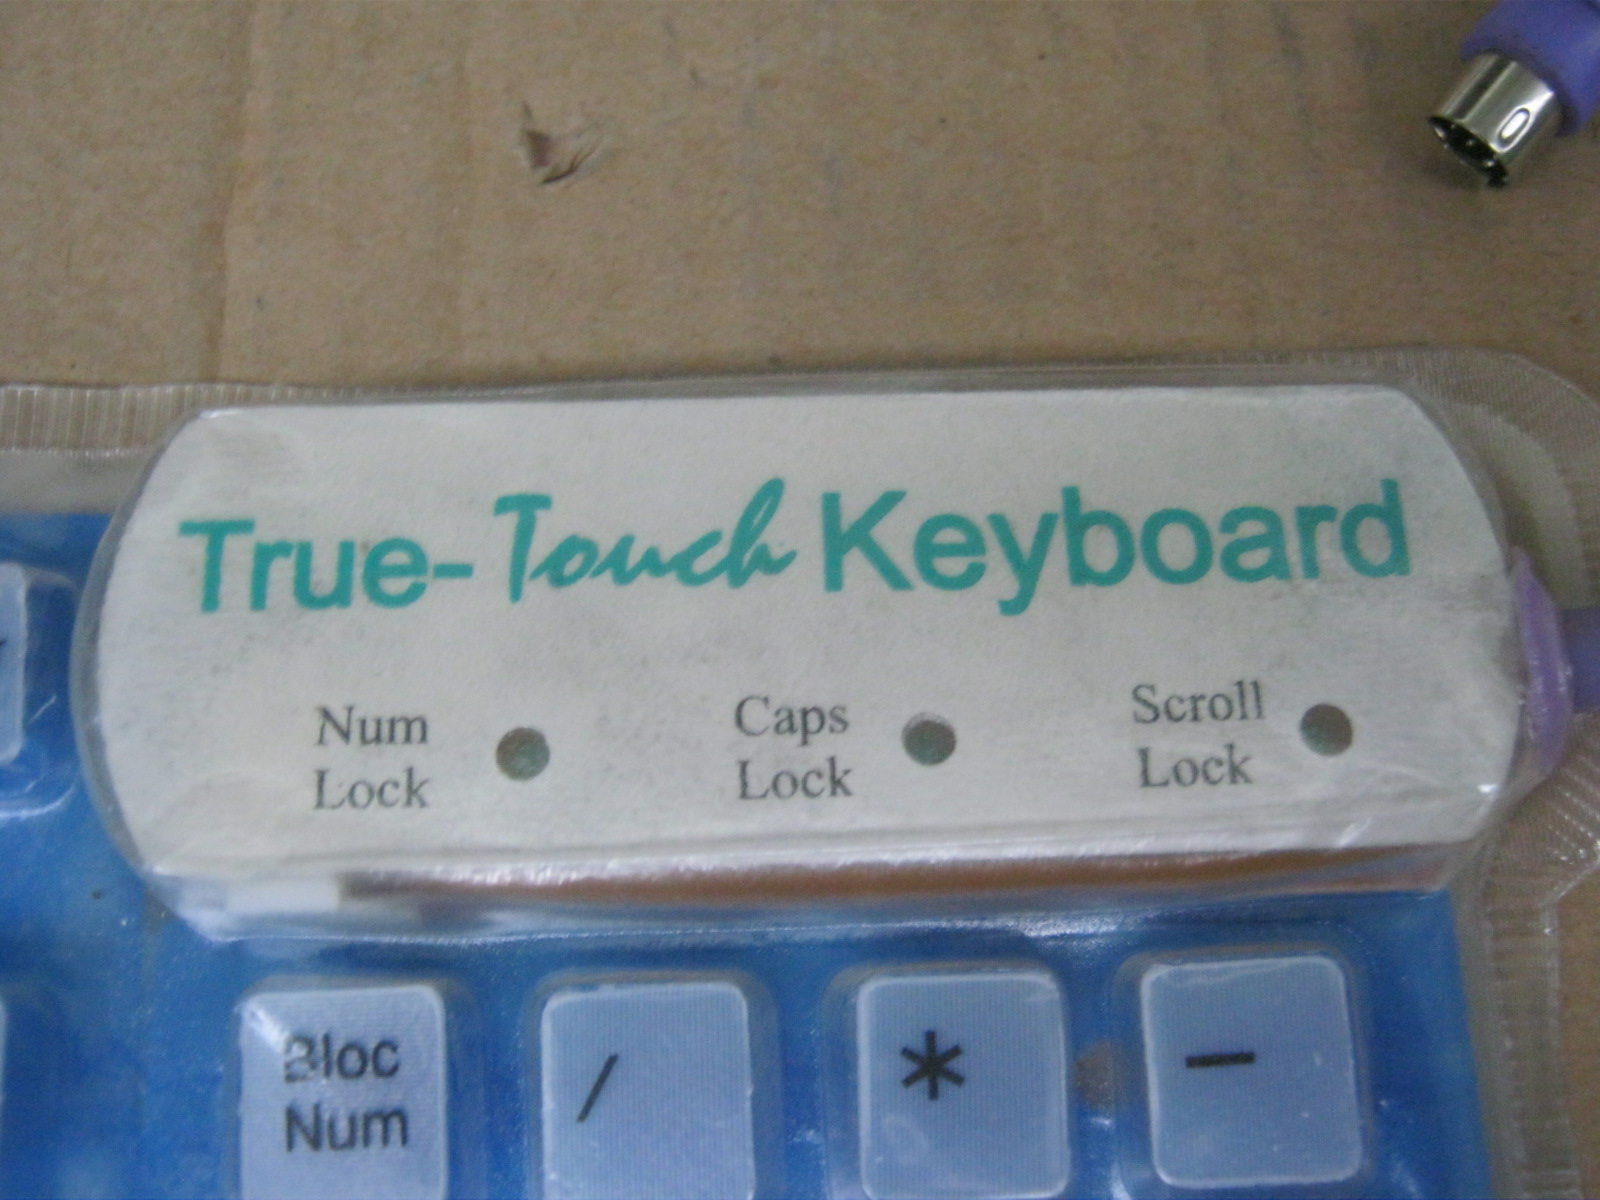 True-Touch Keyboard
Num Lock
Caps Lock
Scroll Lock
Bloc Num
/
*
-